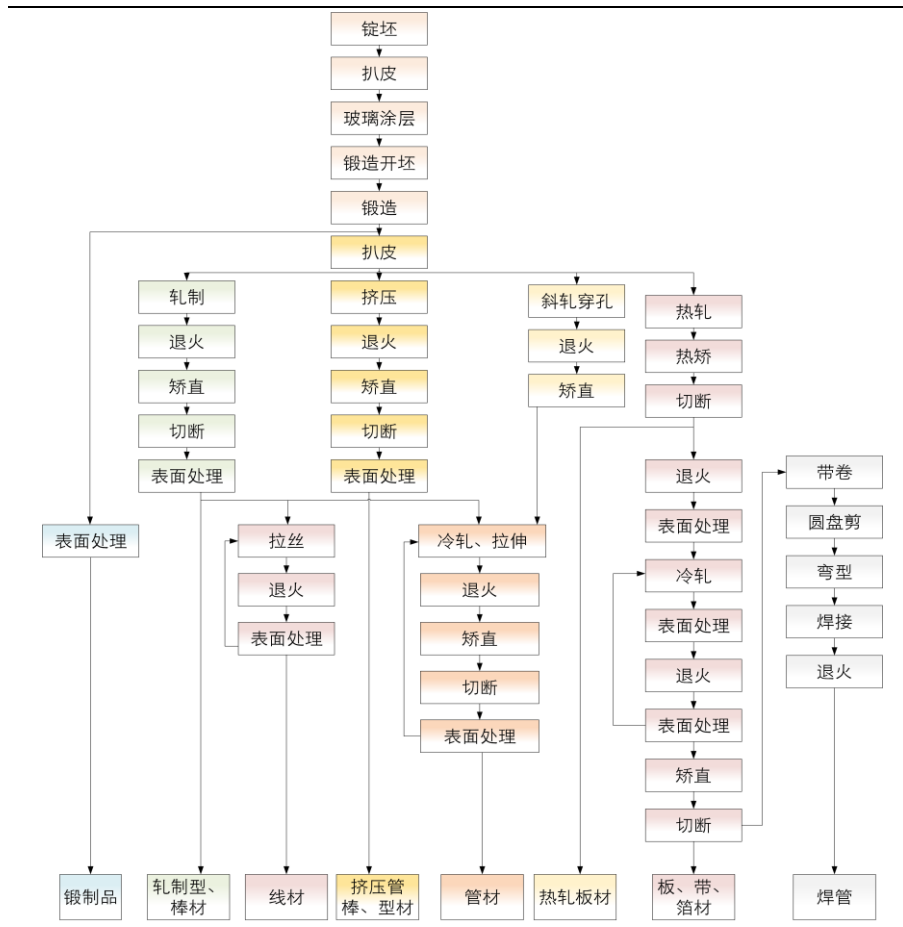 锭坯
扒皮
玻璃涂层
锻造开坯
锻造
扒皮
轧制
退火
矫直
切断
表面处理
挤压
退火
矫直
切断
表面处理
斜轧穿孔
退火
矫直
热轧
热矫
切断
退火
表面处理
冷轧
表面处理
退火
表面处理
矫直
切断
带卷
圆盘剪
弯型
焊接
退火
表面处理
拉丝
退火
表面处理
冷轧、拉伸
退火
矫直
切断
表面处理
锻制品
轧制型、
棒材
线材
挤压管
棒、型材
管材
热轧板材
板、带、
箔材
焊管